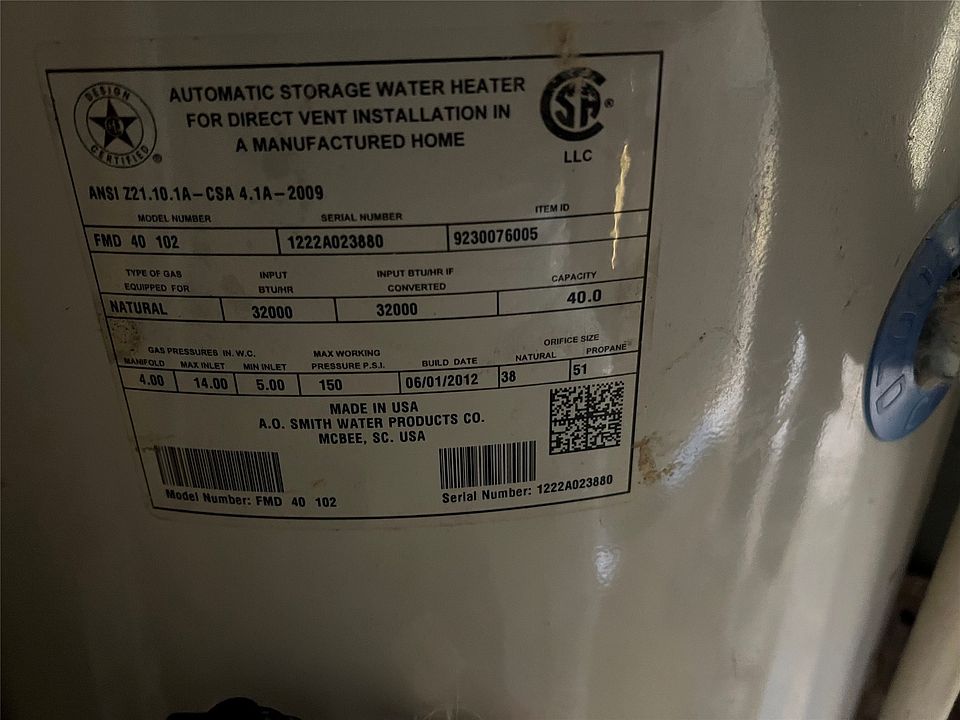 DESIGN CERTIFIED ®
AUTOMATIC STORAGE WATER HEATER
FOR DIRECT VENT INSTALLATION IN
A MANUFACTURED HOME
SA ®
LLC
ANSI Z21.10.1A–CSA 4.1A–2009
MODEL NUMBER SERIAL NUMBER ITEM ID
FMD 40 102 1222A023880 9230076005
TYPE OF GAS EQUIPPED FOR INPUT BTU/HR INPUT BTU/HR IF CONVERTED CAPACITY
NATURAL 32000 32000 40.0
GAS PRESSURES IN. W.C. MAX WORKING PRESSURE P.S.I. BUILD DATE ORIFICE SIZE
MANIFOLD MAX INLET MIN INLET NATURAL PROPANE
4.00 14.00 5.00 150 06/01/2012 38 51
MADE IN USA
A.O. SMITH WATER PRODUCTS CO.
MCBEE, SC. USA
Model Number: FMD 40 102 Serial Number: 1222A023880
COLD